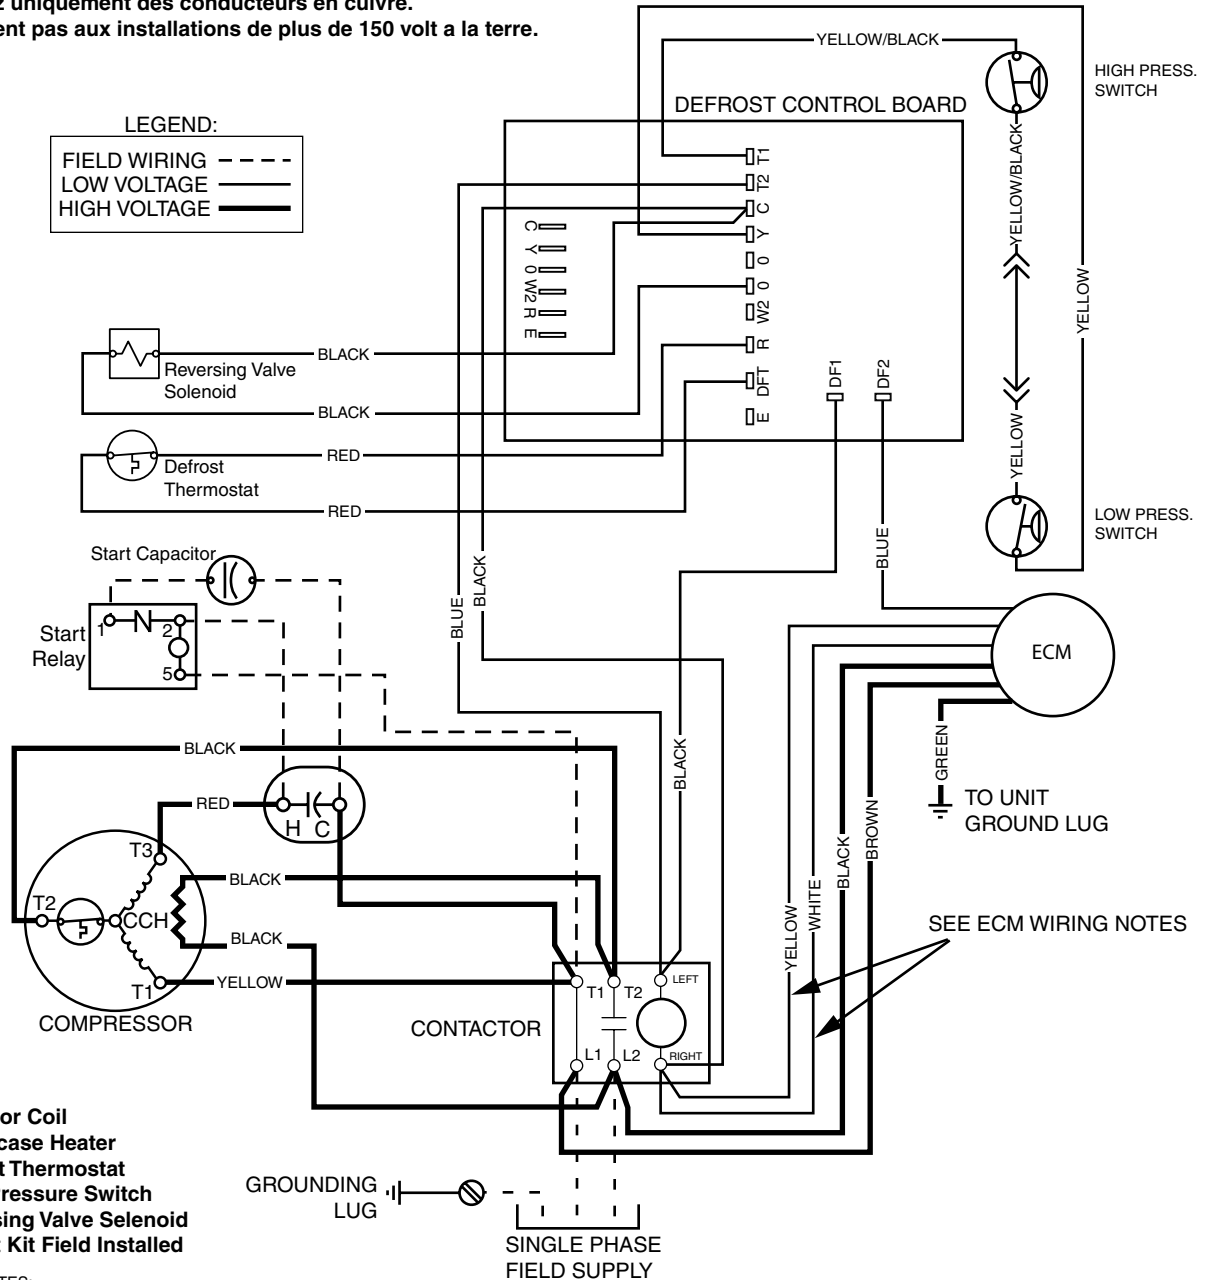 uniquement des conducteurs en cuivre.
pas aux installations de plus de 150 volt a la terre.
YELLOW/BLACK
HIGH PRESS.
SWITCH
DEFROST CONTROL BOARD
LEGEND:
FIELD WIRING
LOW VOLTAGE
HIGH VOLTAGE
T1
T2
C
Y
0
0
W2
R
DFT
E
C
Y
0
W2
R
E
DF1
DF2
YELLOW/BLACK
YELLOW
YELLOW
BLACK
Reversing Valve
Solenoid
BLACK
RED
Defrost
Thermostat
RED
LOW PRESS.
SWITCH
Start Capacitor
BLUE
BLACK
BLUE
Start
Relay
1
2
5
ECM
BLACK
BLACK
GREEN
TO UNIT
GROUND LUG
RED
H C
T3
BLACK
T2
CCH
BLACK
T1
YELLOW
COMPRESSOR
YELLOW
WHITE
BLACK
BROWN
SEE ECM WIRING NOTES
CONTACTOR
T1
T2
LEFT
L1
L2
RIGHT
or Coil
case Heater
t Thermostat
ressure Switch
sing Valve Selenoid
Kit Field Installed
GROUNDING
LUG
SINGLE PHASE
FIELD SUPPLY